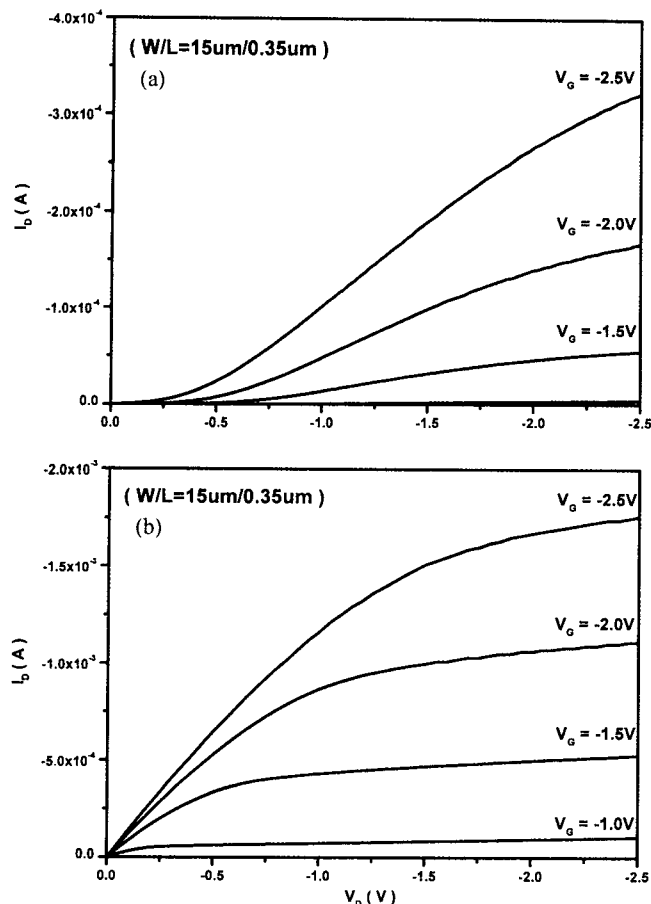 -4.0x10⁻⁴
( W/L=15um/0.35um )
(a)
V_G = -2.5V
-3.0x10⁻⁴
I_D ( A )
-2.0x10⁻⁴
V_G = -2.0V
-1.0x10⁻⁴
V_G = -1.5V
0.0
0.0 -0.5 -1.0 -1.5 -2.0 -2.5
-2.0x10⁻³
( W/L=15um/0.35um )
(b)
V_G = -2.5V
-1.5x10⁻³
I_D ( A )
V_G = -2.0V
-1.0x10⁻³
V_G = -1.5V
-5.0x10⁻⁴
V_G = -1.0V
0.0
0.0 -0.5 -1.0 -1.5 -2.0 -2.5
V_D ( V )